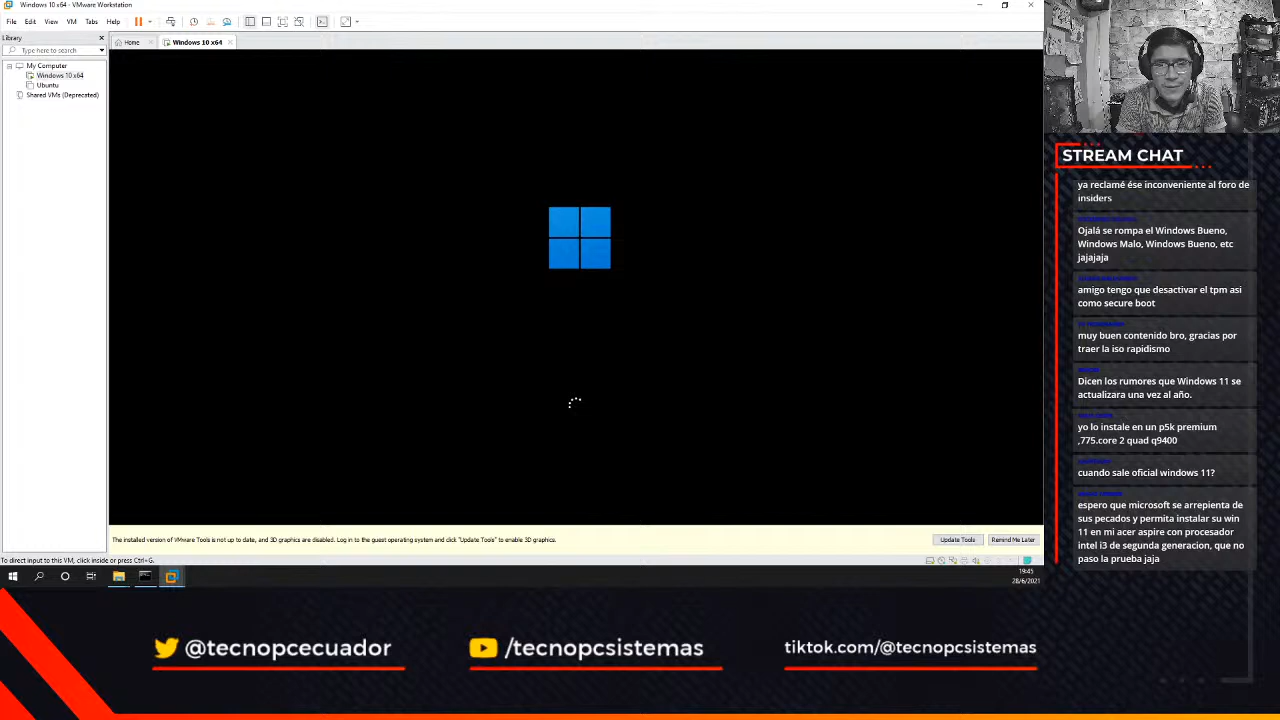 Windows 10 x64 - VMware Workstation
File Edit View VM Tabs Help
Library
Type here to search
My Computer
Windows 10 x64
Ubuntu
Shared VMs (Deprecated)
Home
Windows 10 x64
The installed version of VMware Tools is not up to date, and 3D graphics are disabled. Log in to the guest operating system and click "Update Tools" to enable 3D graphics.
Update Tools
Remind Me Later
To direct input to this VM, click inside or press Ctrl+G.
19:45
28/6/2021
STREAM CHAT
ya reclamé ése inconveniente al foro de
insiders
Ojalá se rompa el Windows Bueno,
Windows Malo, Windows Bueno, etc
jajajaja
amigo tengo que desactivar el tpm asi
como secure boot
muy buen contenido bro, gracias por
traer la iso rapidismo
Dicen los rumores que Windows 11 se
actualizara una vez al año.
yo lo instale en un p5k premium
,775.core 2 quad q9400
cuando sale oficial windows 11?
espero que microsoft se arrepienta de
sus pecados y permita instalar su win
11 en mi acer aspire con procesador
intel i3 de segunda generacion, que no
paso la prueba jaja
@tecnopcecuador
/tecnopcsistemas
tiktok.com/@tecnopcsistemas